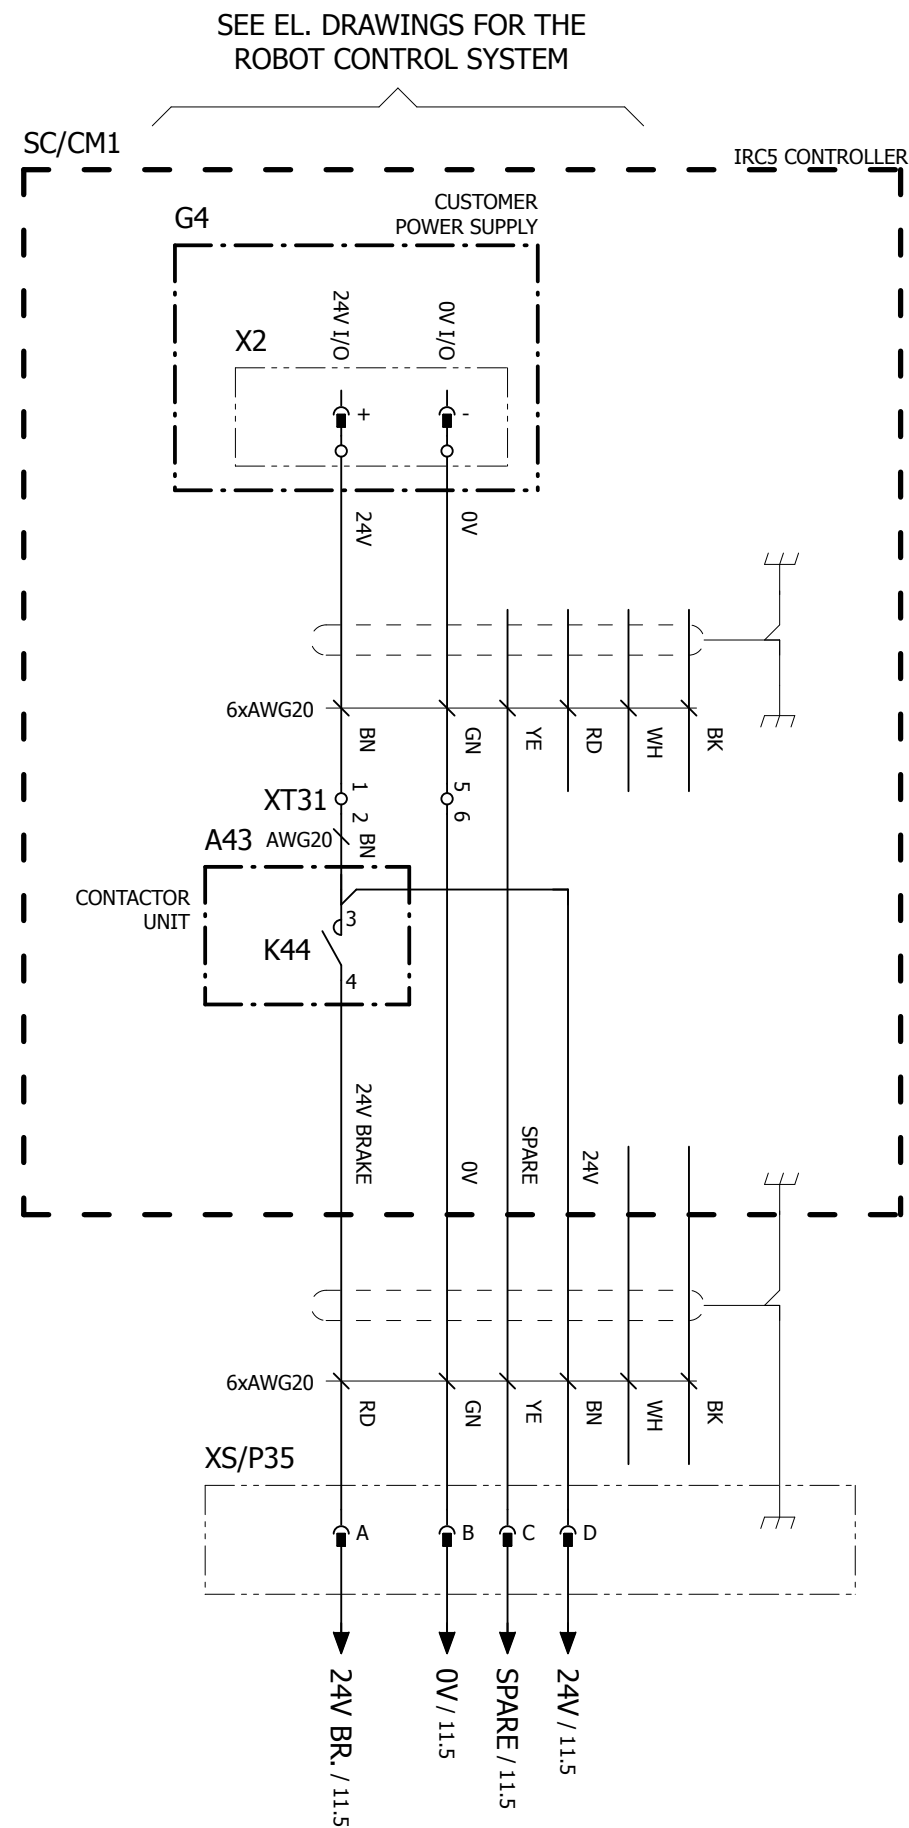 SEE EL. DRAWINGS FOR THE
ROBOT CONTROL SYSTEM
SC/CM1
IRC5 CONTROLLER
G4
CUSTOMER
POWER SUPPLY
24V I/O
0V I/O
X2
+
-
24V
0V
6xAWG20
BN
GN
YE
RD
WH
BK
XT31
1
2
5
6
A43
AWG20
BN
CONTACTOR
UNIT
3
K44
4
24V BRAKE
0V
SPARE
24V
6xAWG20
RD
GN
YE
BN
WH
BK
XS/P35
A
B
C
D
24V BR. / 11.5
0V / 11.5
SPARE / 11.5
24V / 11.5